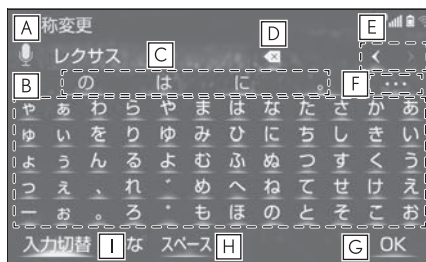 A 称変更 E
レクサス C D
B の は に 。 F …
ゃ ぁ わ ら や ま は な た さ か あ
ゅ ぃ を り ゆ み ひ に ち し き い
ょ ぅ ん る よ む ふ ぬ つ す く う
っ ぇ 、 れ ゛ め へ ね て せ け え
ー ぉ 。 ろ ゜ も ほ の と そ こ お
入力切替 I な スペース H G OK